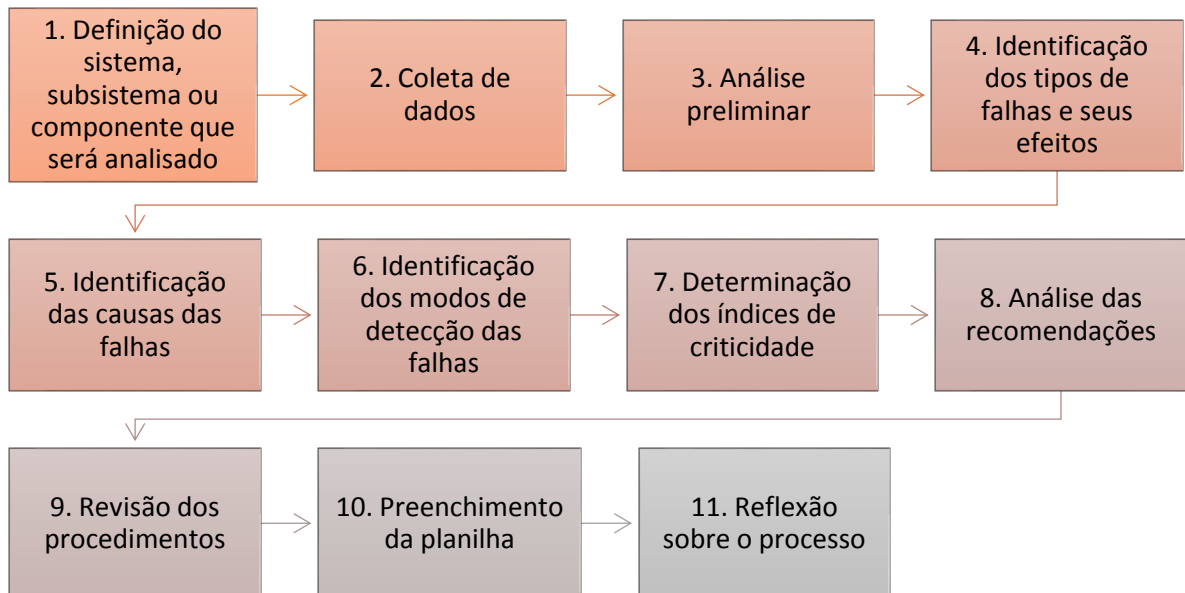 1. Definição do
sistema,
subsistema ou
componente que
será analisado
2. Coleta de
dados
3. Análise
preliminar
4. Identificação
dos tipos de
falhas e seus
efeitos
5. Identificação
das causas das
falhas
6. Identificação
dos modos de
detecção das
falhas
7. Determinação
dos índices de
criticidade
8. Análise das
recomendações
9. Revisão dos
procedimentos
10. Preenchimento
da planilha
11. Reflexão
sobre o processo